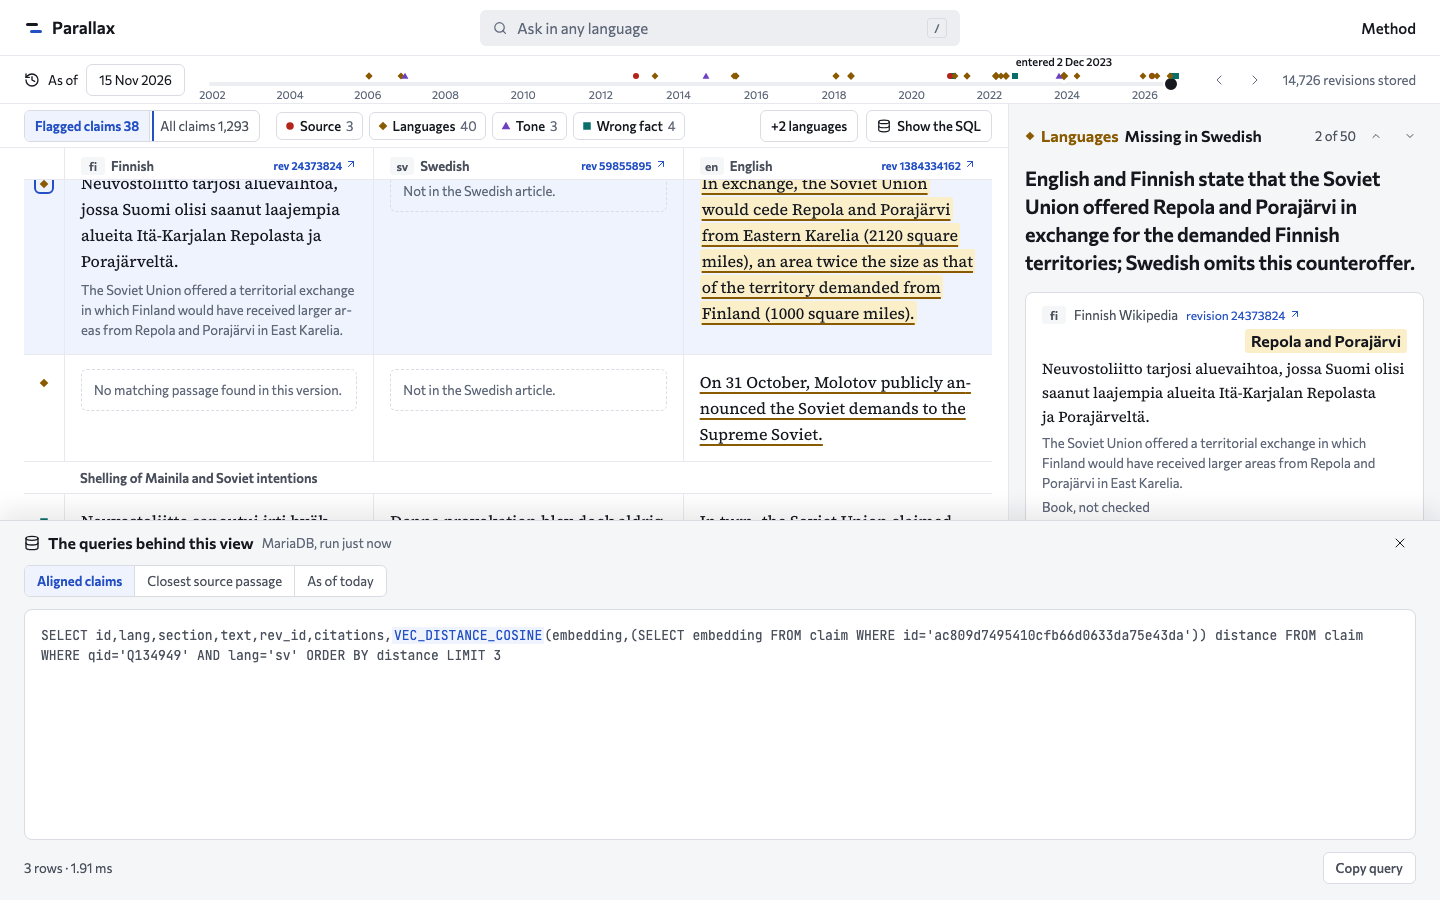 Parallax
Ask in any language
/
Method
As of
15 Nov 2026
entered 2 Dec 2023
2002 2004 2006 2008 2010 2012 2014 2016 2018 2020 2022 2024 2026
14,726 revisions stored
Flagged claims 38
All claims 1,293
Source 3
Languages 40
Tone 3
Wrong fact 4
+2 languages
Show the SQL
fi Finnish rev 24373824
sv Swedish rev 59855895
en English rev 1384334162
Neuvostoliitto tarjosi aluevaihtoa,
jossa Suomi olisi saanut laajempia
alueita Itä-Karjalan Repolasta ja
Porajärveltä.
The Soviet Union offered a territorial exchange
in which Finland would have received larger ar-
eas from Repola and Porajärvi in East Karelia.
Not in the Swedish article.
In exchange, the Soviet Union
would cede Repola and Porajärvi
from Eastern Karelia (2120 square
miles), an area twice the size as that
of the territory demanded from
Finland (1000 square miles).
No matching passage found in this version.
Not in the Swedish article.
On 31 October, Molotov publicly an-
nounced the Soviet demands to the
Supreme Soviet.
Shelling of Mainila and Soviet intentions
Neuvostoliitto sanoutui irti hyök-
Denna provokation blev dock aldrig
In turn, the Soviet Union claimed
Languages Missing in Swedish
2 of 50
English and Finnish state that the Soviet
Union offered Repola and Porajärvi in
exchange for the demanded Finnish
territories; Swedish omits this counteroffer.
fi Finnish Wikipedia revision 24373824
Repola and Porajärvi
Neuvostoliitto tarjosi aluevaihtoa, jossa Suomi olisi
saanut laajempia alueita Itä-Karjalan Repolasta
ja Porajärveltä.
The Soviet Union offered a territorial exchange in which
Finland would have received larger areas from Repola and
Porajärvi in East Karelia.
Book, not checked
The queries behind this view MariaDB, run just now
Aligned claims
Closest source passage
As of today
SELECT id,lang,section,text,rev_id,citations,VEC_DISTANCE_COSINE(embedding,(SELECT embedding FROM claim WHERE id='ac809d7495410cfb66d0633da75e43da')) distance FROM claim
WHERE qid='Q134949' AND lang='sv' ORDER BY distance LIMIT 3
3 rows · 1.91 ms
Copy query